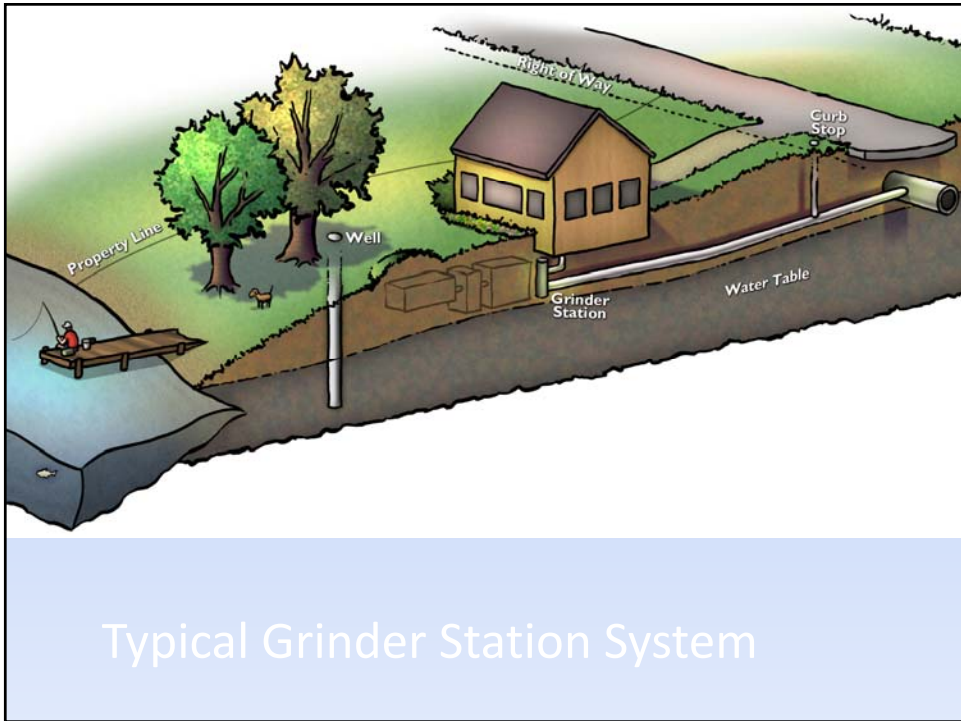 Right of Way
Curb
Stop
Property Line
Well
Grinder
Station
Water Table
Typical Grinder Station System